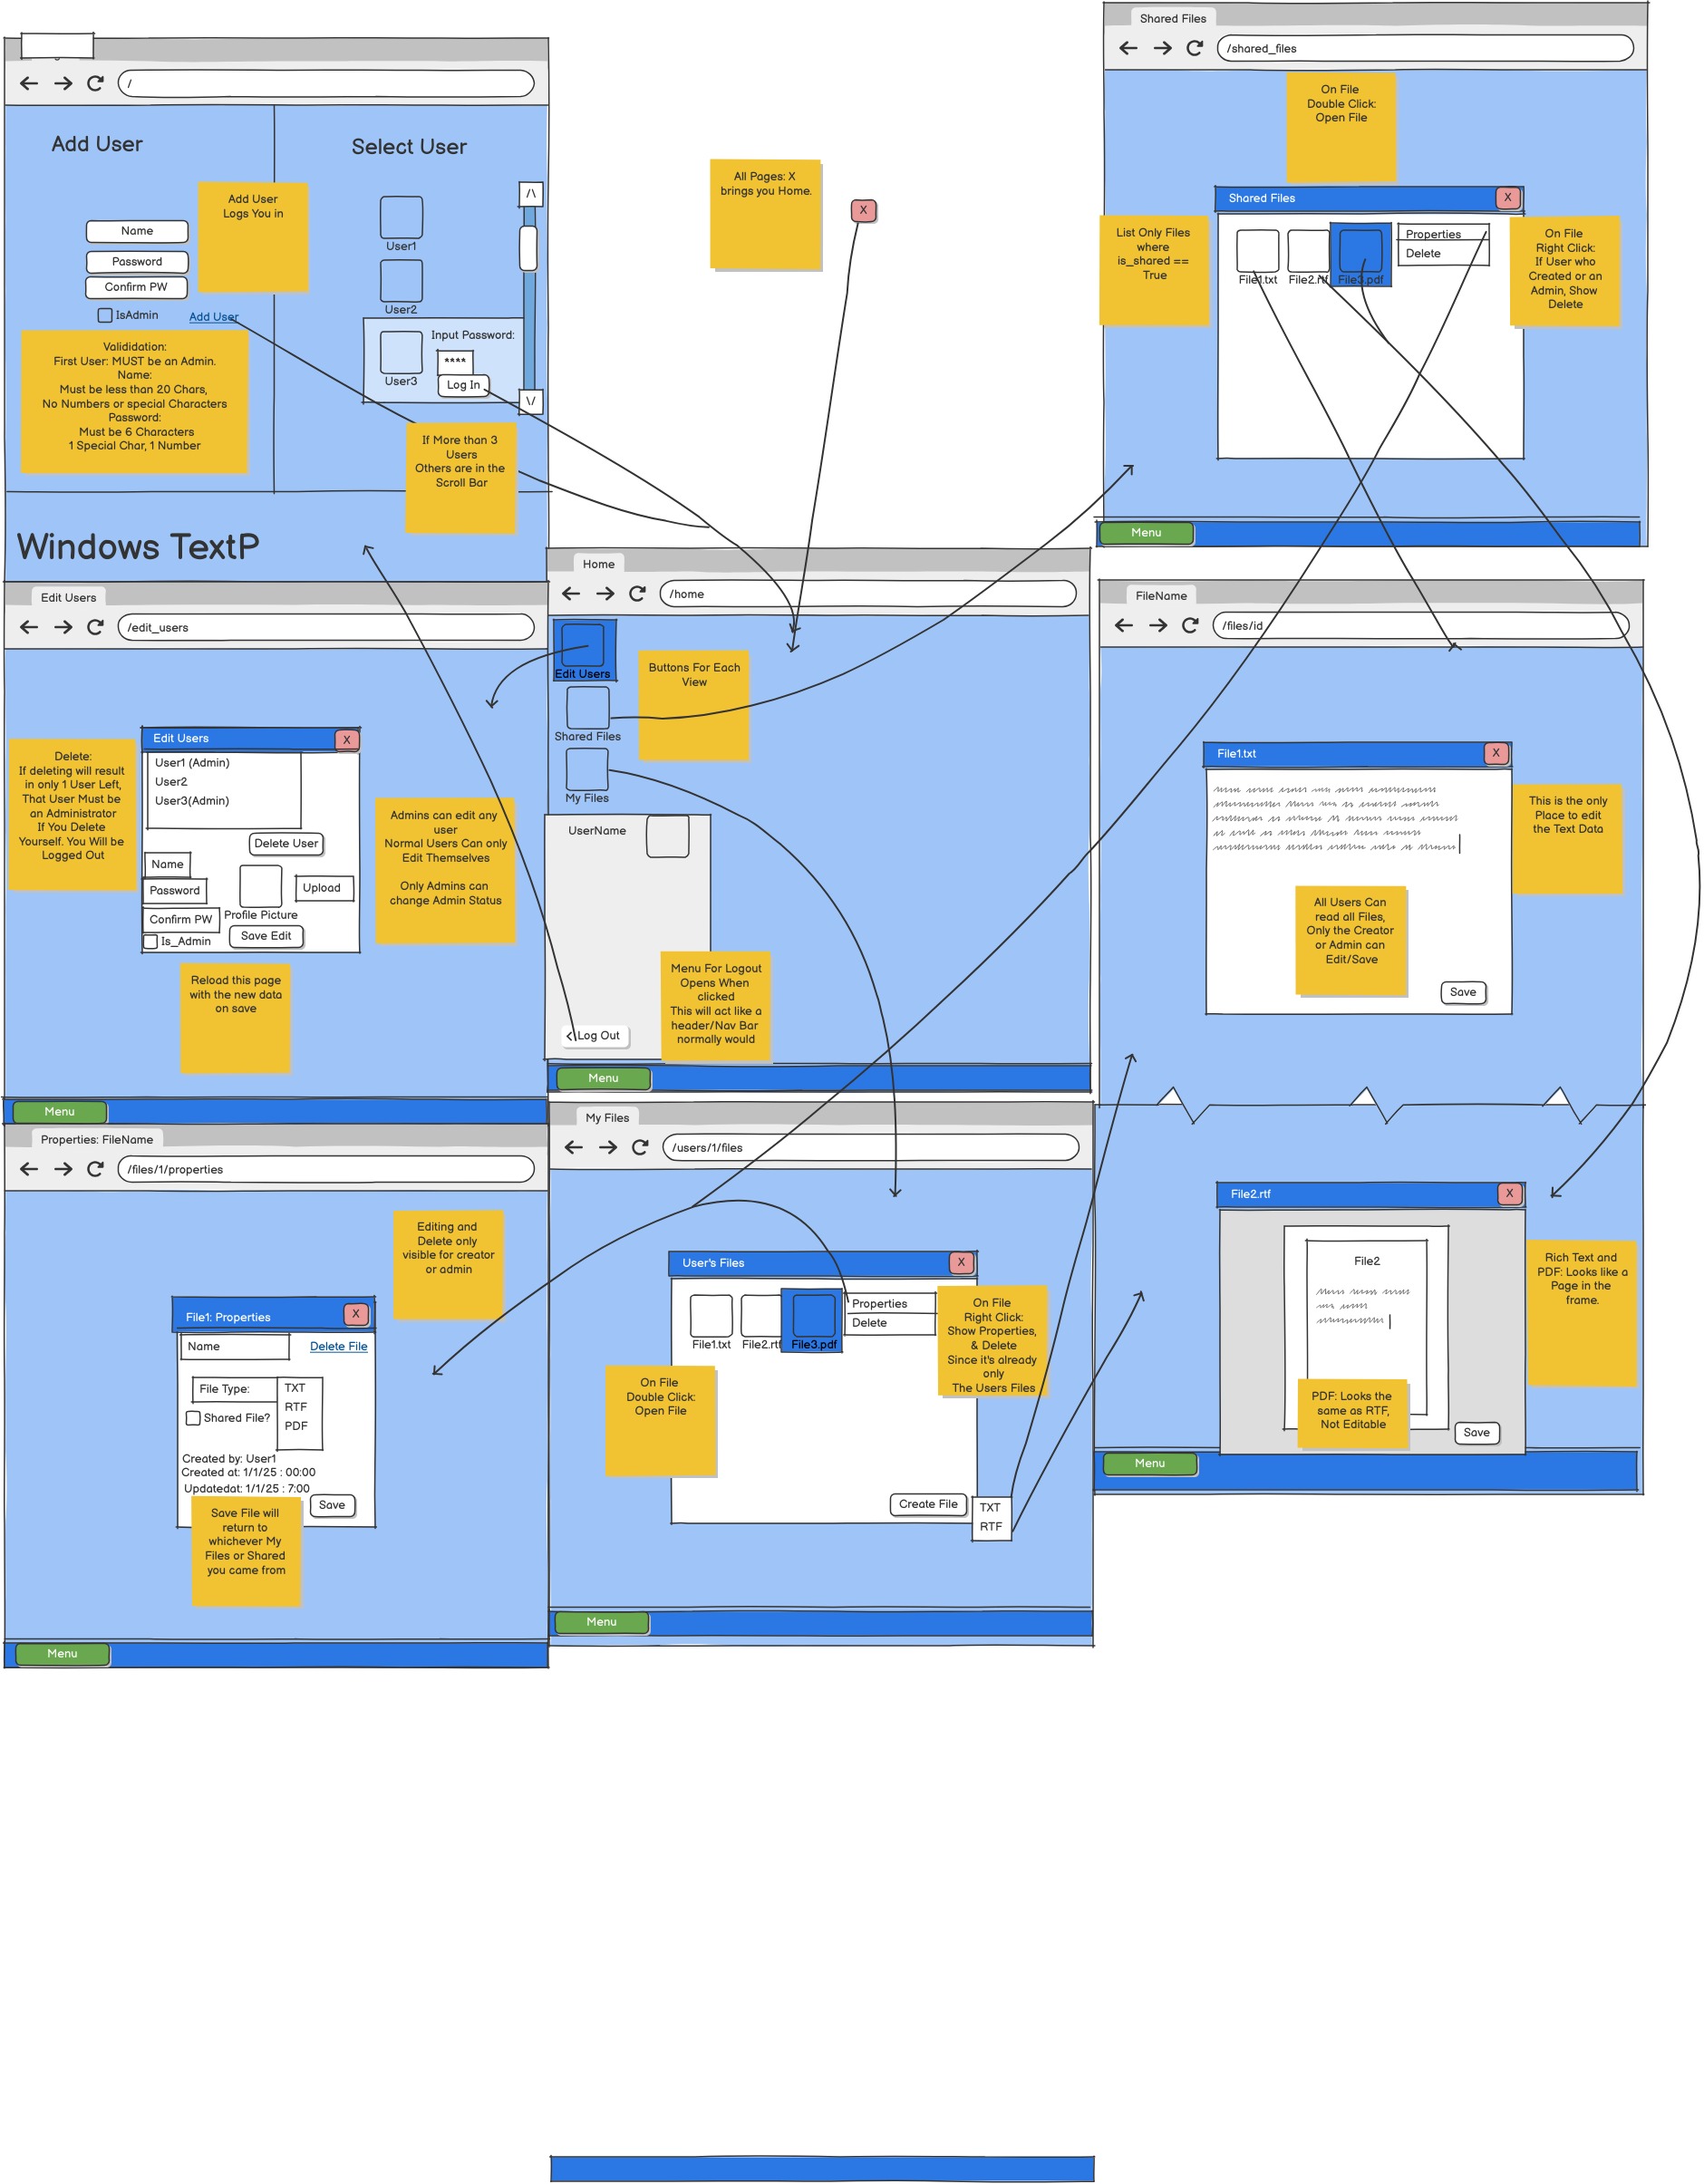 /
Add User
Select User
Add User
Logs You in
Name
Password
Confirm PW
IsAdmin
Add User
Valididation:
First User: MUST be an Admin.
Name:
Must be less than 20 Chars,
No Numbers or special Characters
Password:
Must be 6 Characters
1 Special Char, 1 Number
User1
User2
User3
Input Password:
****
Log In
/\
\/
If More than 3
Users
Others are in the
Scroll Bar
Windows TextP
All Pages: X
brings you Home.
X
Shared Files
/shared_files
On File
Double Click:
Open File
Shared Files
X
List Only Files
where
is_shared ==
True
File1.txt
File2.rtf
File3.pdf
Properties
Delete
On File
Right Click:
If User who
Created or an
Admin, Show
Delete
Menu
Edit Users
/edit_users
Delete:
If deleting will result
in only 1 User Left,
That User Must be
an Administrator
If You Delete
Yourself. You Will be
Logged Out
Edit Users
X
User1 (Admin)
User2
User3(Admin)
Delete User
Name
Password
Confirm PW
Is_Admin
Profile Picture
Upload
Save Edit
Admins can edit any
user
Normal Users Can only
Edit Themselves
Only Admins can
change Admin Status
Reload this page
with the new data
on save
Menu
Home
/home
Edit Users
Shared Files
My Files
Buttons For Each
View
UserName
Menu For Logout
Opens When
clicked
This will act like a
header/Nav Bar
normally would
< Log Out
Menu
FileName
/files/id
File1.txt
X
This is the only
Place to edit
the Text Data
All Users Can
read all Files,
Only the Creator
or Admin can
Edit/Save
Save
File2.rtf
X
File2
Rich Text and
PDF: Looks like a
Page in the
frame.
PDF: Looks the
same as RTF,
Not Editable
Save
Menu
Properties: FileName
/files/1/properties
Editing and
Delete only
visible for creator
or admin
File1: Properties
X
Name
Delete File
File Type:
TXT
RTF
PDF
Shared File?
Created by: User1
Created at: 1/1/25 : 00:00
Updatedat: 1/1/25 : 7:00
Save
Save File will
return to
whichever My
Files or Shared
you came from
Menu
My Files
/users/1/files
User's Files
X
File1.txt
File2.rtf
File3.pdf
Properties
Delete
On File
Right Click:
Show Properties,
& Delete
Since it's already
only
The Users Files
On File
Double Click:
Open File
Create File
TXT
RTF
Menu